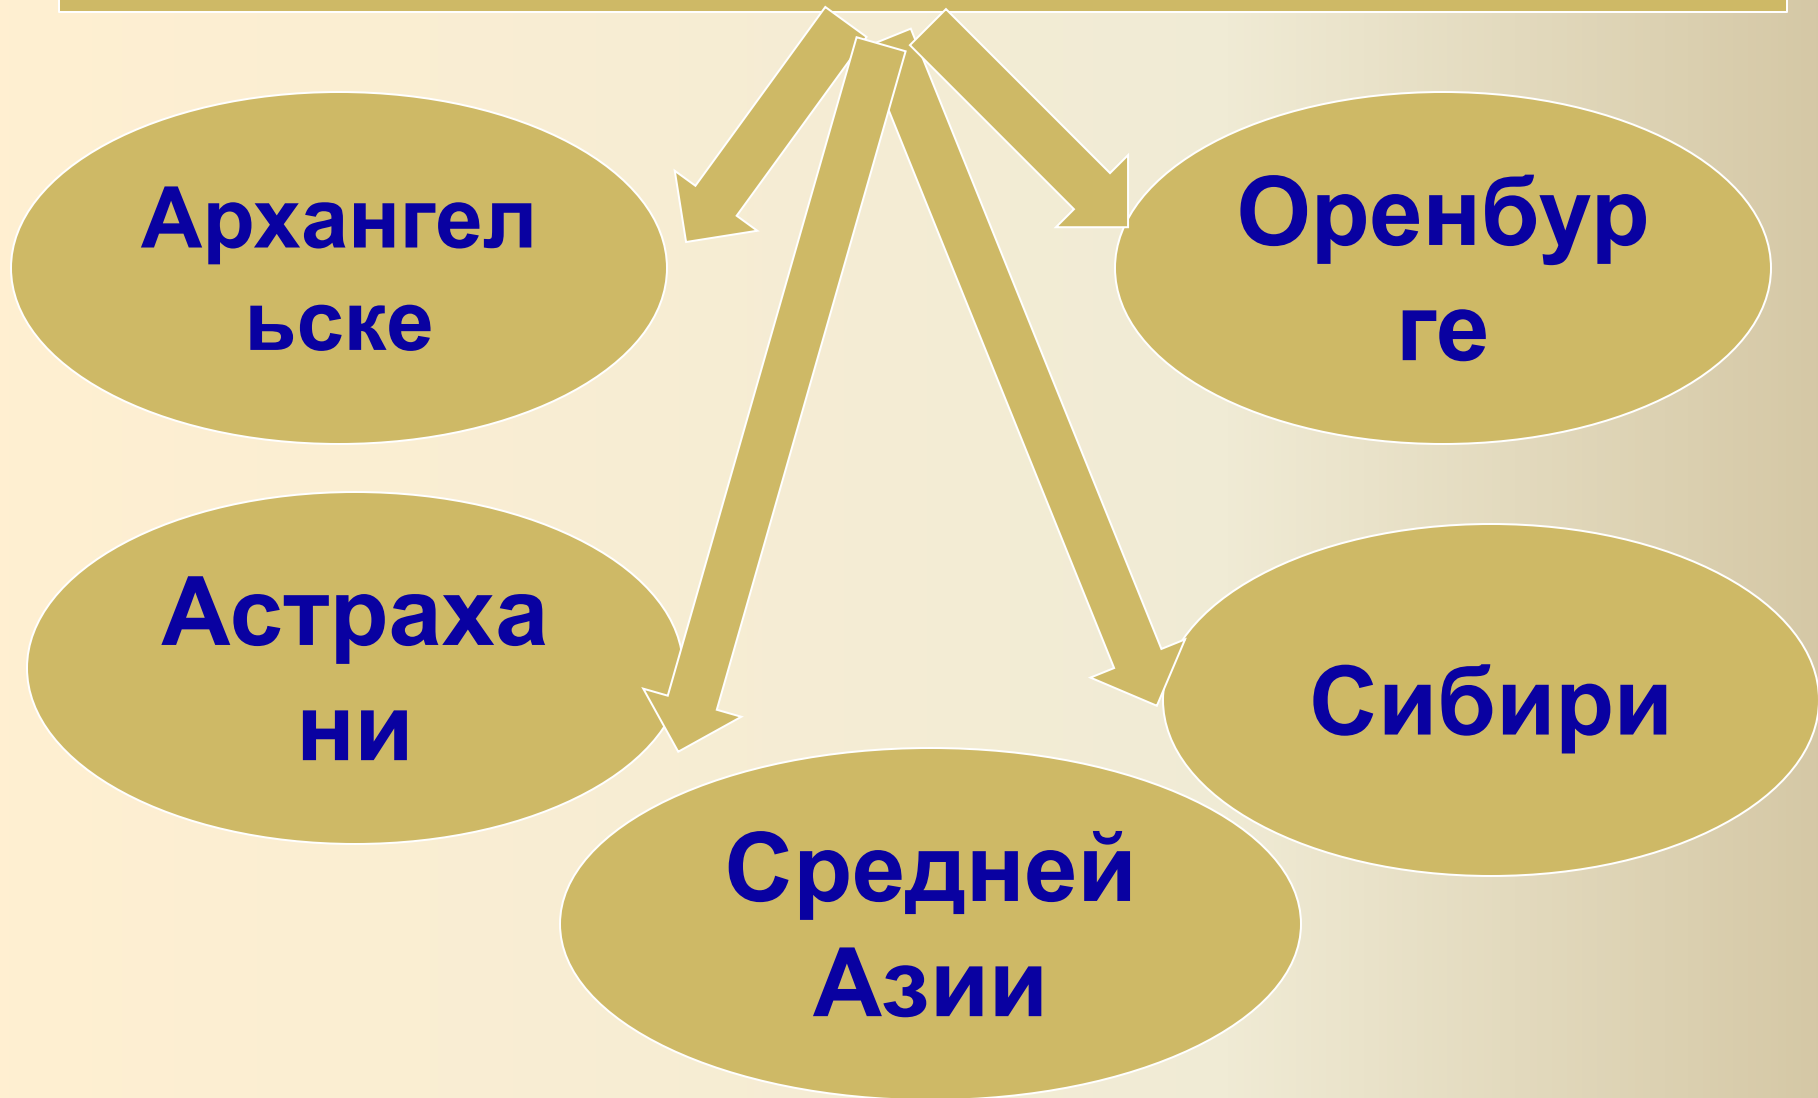 Архангел
ьске
Оренбур
ге
Астраха
ни
Сибири
Средней
Азии